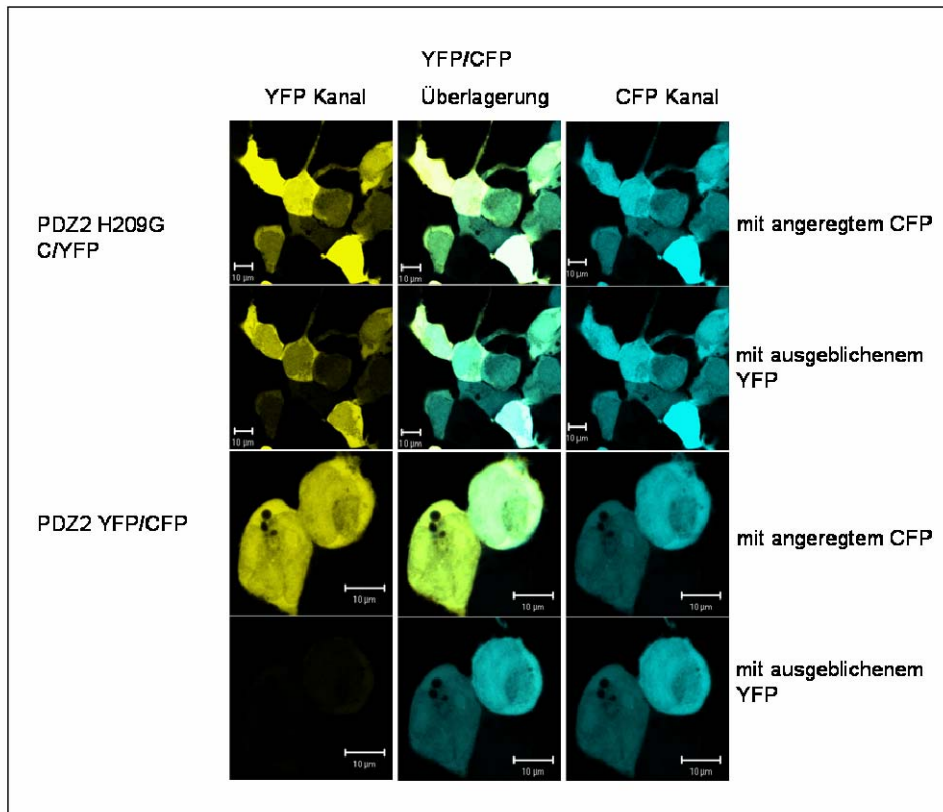 YFP/CFP
YFP Kanal
Überlagerung
CFP Kanal
PDZ2 H209G
C/YFP
mit angeregtem CFP
10 µm
10 µm
10 µm
mit ausgeblichenem
YFP
10 µm
10 µm
10 µm
PDZ2 YFP/CFP
mit angeregtem CFP
10 µm
10 µm
10 µm
mit ausgeblichenem
YFP
10 µm
10 µm
10 µm